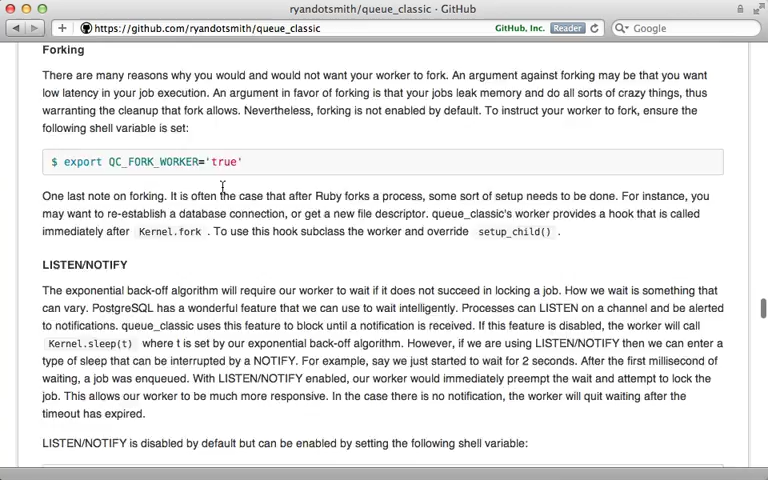 ryandotsmith/queue_classic · GitHub
https://github.com/ryandotsmith/queue_classic GitHub, Inc. Reader Google
Forking
There are many reasons why you would and would not want your worker to fork. An argument against forking may be that you want
low latency in your job execution. An argument in favor of forking is that your jobs leak memory and do all sorts of crazy things, thus
warranting the cleanup that fork allows. Nevertheless, forking is not enabled by default. To instruct your worker to fork, ensure the
following shell variable is set:
$ export QC_FORK_WORKER='true'
One last note on forking. It is often the case that after Ruby forks a process, some sort of setup needs to be done. For instance, you
may want to re-establish a database connection, or get a new file descriptor. queue_classic's worker provides a hook that is called
immediately after Kernel.fork . To use this hook subclass the worker and override setup_child() .
LISTEN/NOTIFY
The exponential back-off algorithm will require our worker to wait if it does not succeed in locking a job. How we wait is something that
can vary. PostgreSQL has a wonderful feature that we can use to wait intelligently. Processes can LISTEN on a channel and be alerted
to notifications. queue_classic uses this feature to block until a notification is received. If this feature is disabled, the worker will call
Kernel.sleep(t) where t is set by our exponential back-off algorithm. However, if we are using LISTEN/NOTIFY then we can enter a
type of sleep that can be interrupted by a NOTIFY. For example, say we just started to wait for 2 seconds. After the first millisecond of
waiting, a job was enqueued. With LISTEN/NOTIFY enabled, our worker would immediately preempt the wait and attempt to lock the
job. This allows our worker to be much more responsive. In the case there is no notification, the worker will quit waiting after the
timeout has expired.
LISTEN/NOTIFY is disabled by default but can be enabled by setting the following shell variable: